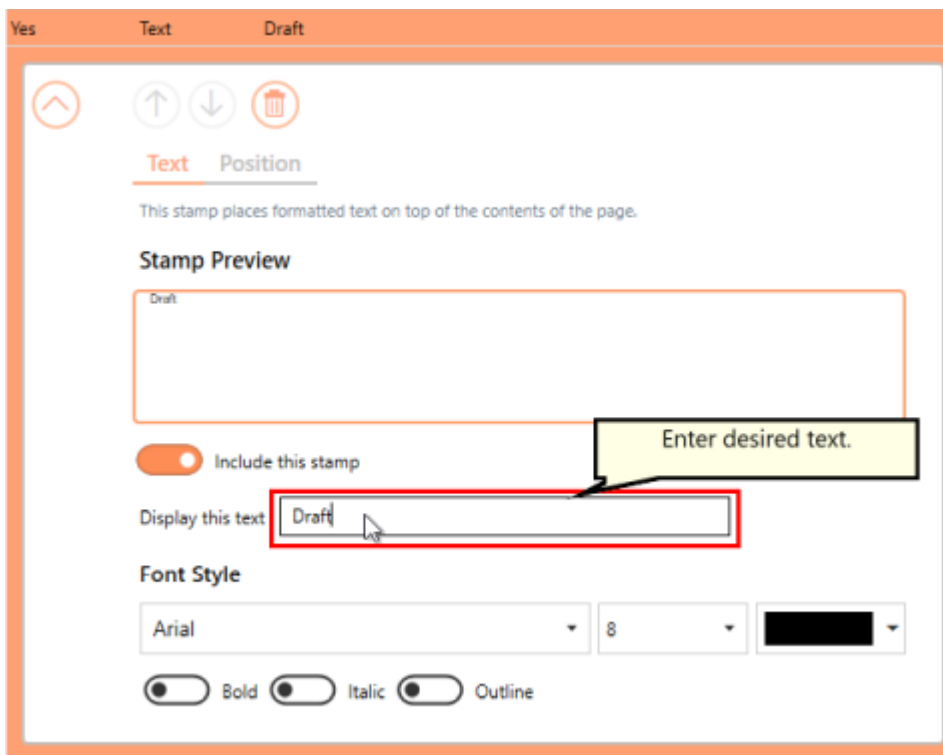 Yes Text Draft
Text Position
This stamp places formatted text on top of the contents of the page.
Stamp Preview
Draft
Enter desired text.
Include this stamp
Display this text Draft
Font Style
Arial 8
Bold Italic Outline